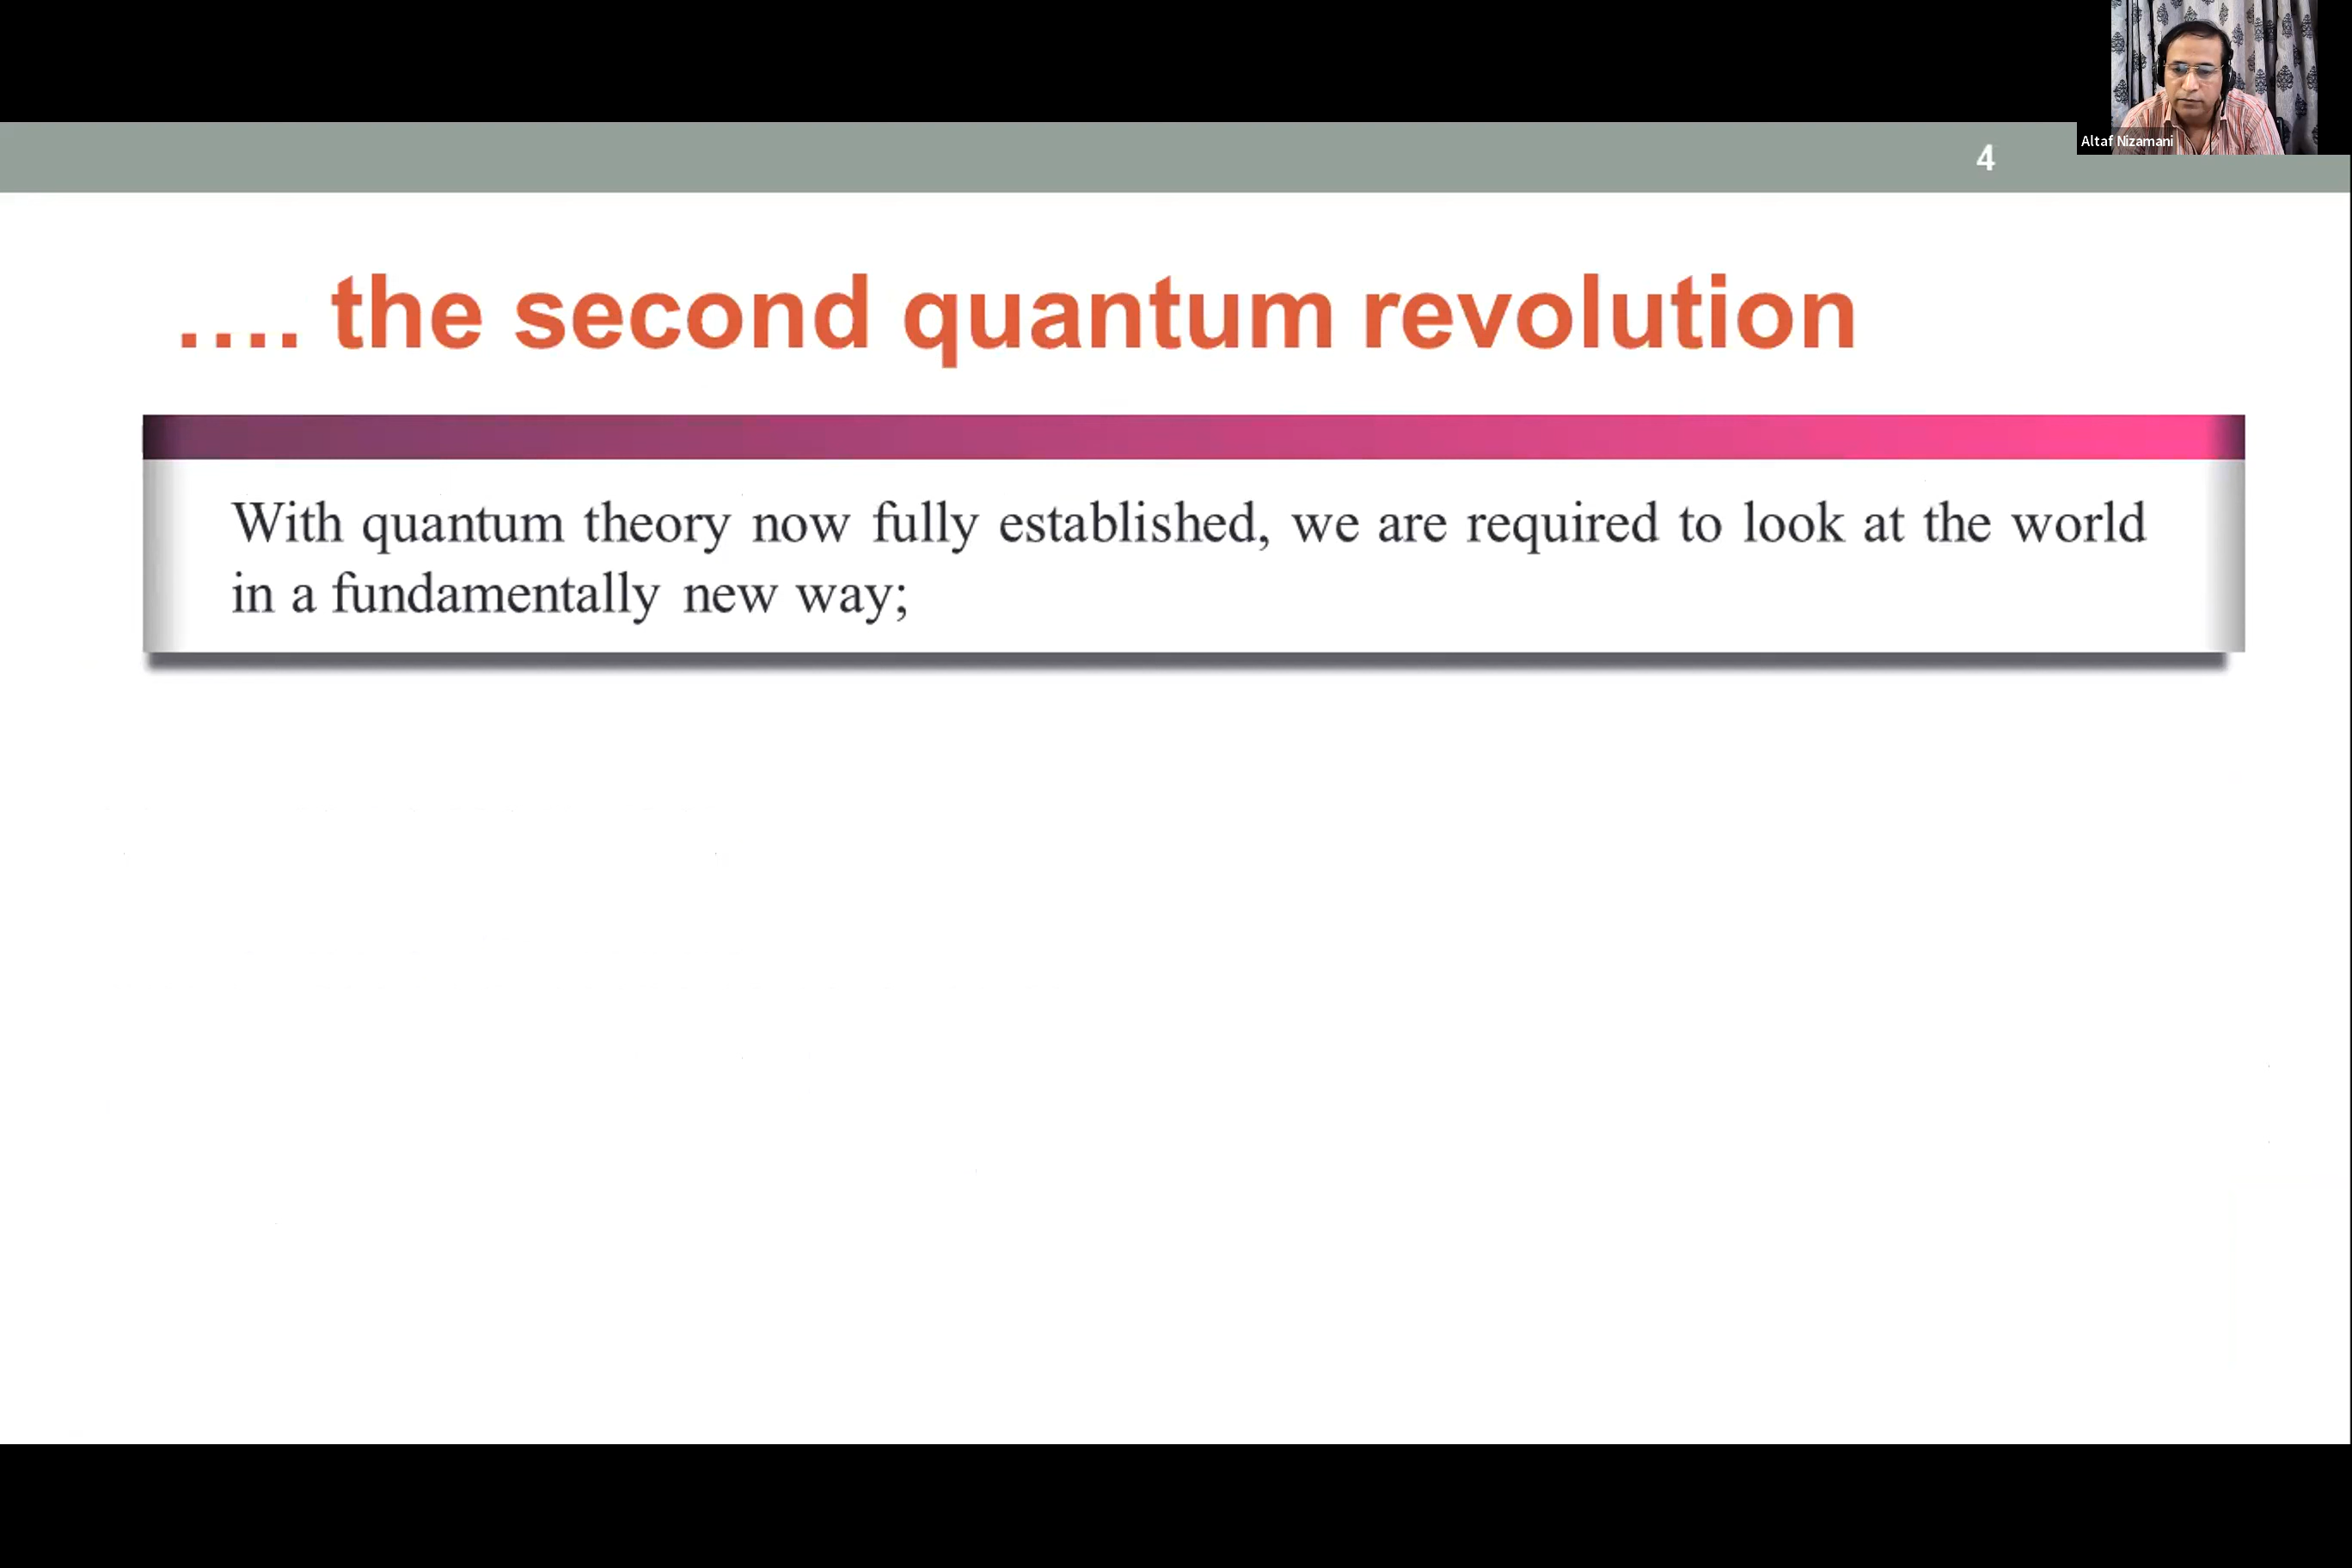 Altaf Nizamani
4
.... the second quantum revolution
With quantum theory now fully established, we are required to look at the world
in a fundamentally new way;